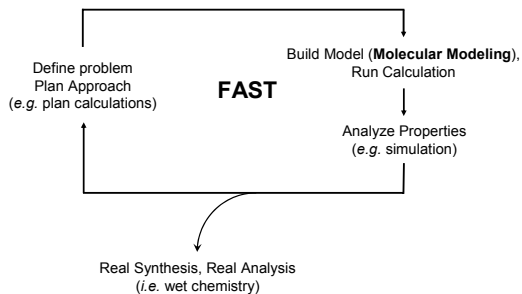 Define problem
Plan Approach
(e.g. plan calculations)
FAST
Build Model (Molecular Modeling),
Run Calculation
Analyze Properties
(e.g. simulation)
Real Synthesis, Real Analysis
(i.e. wet chemistry)